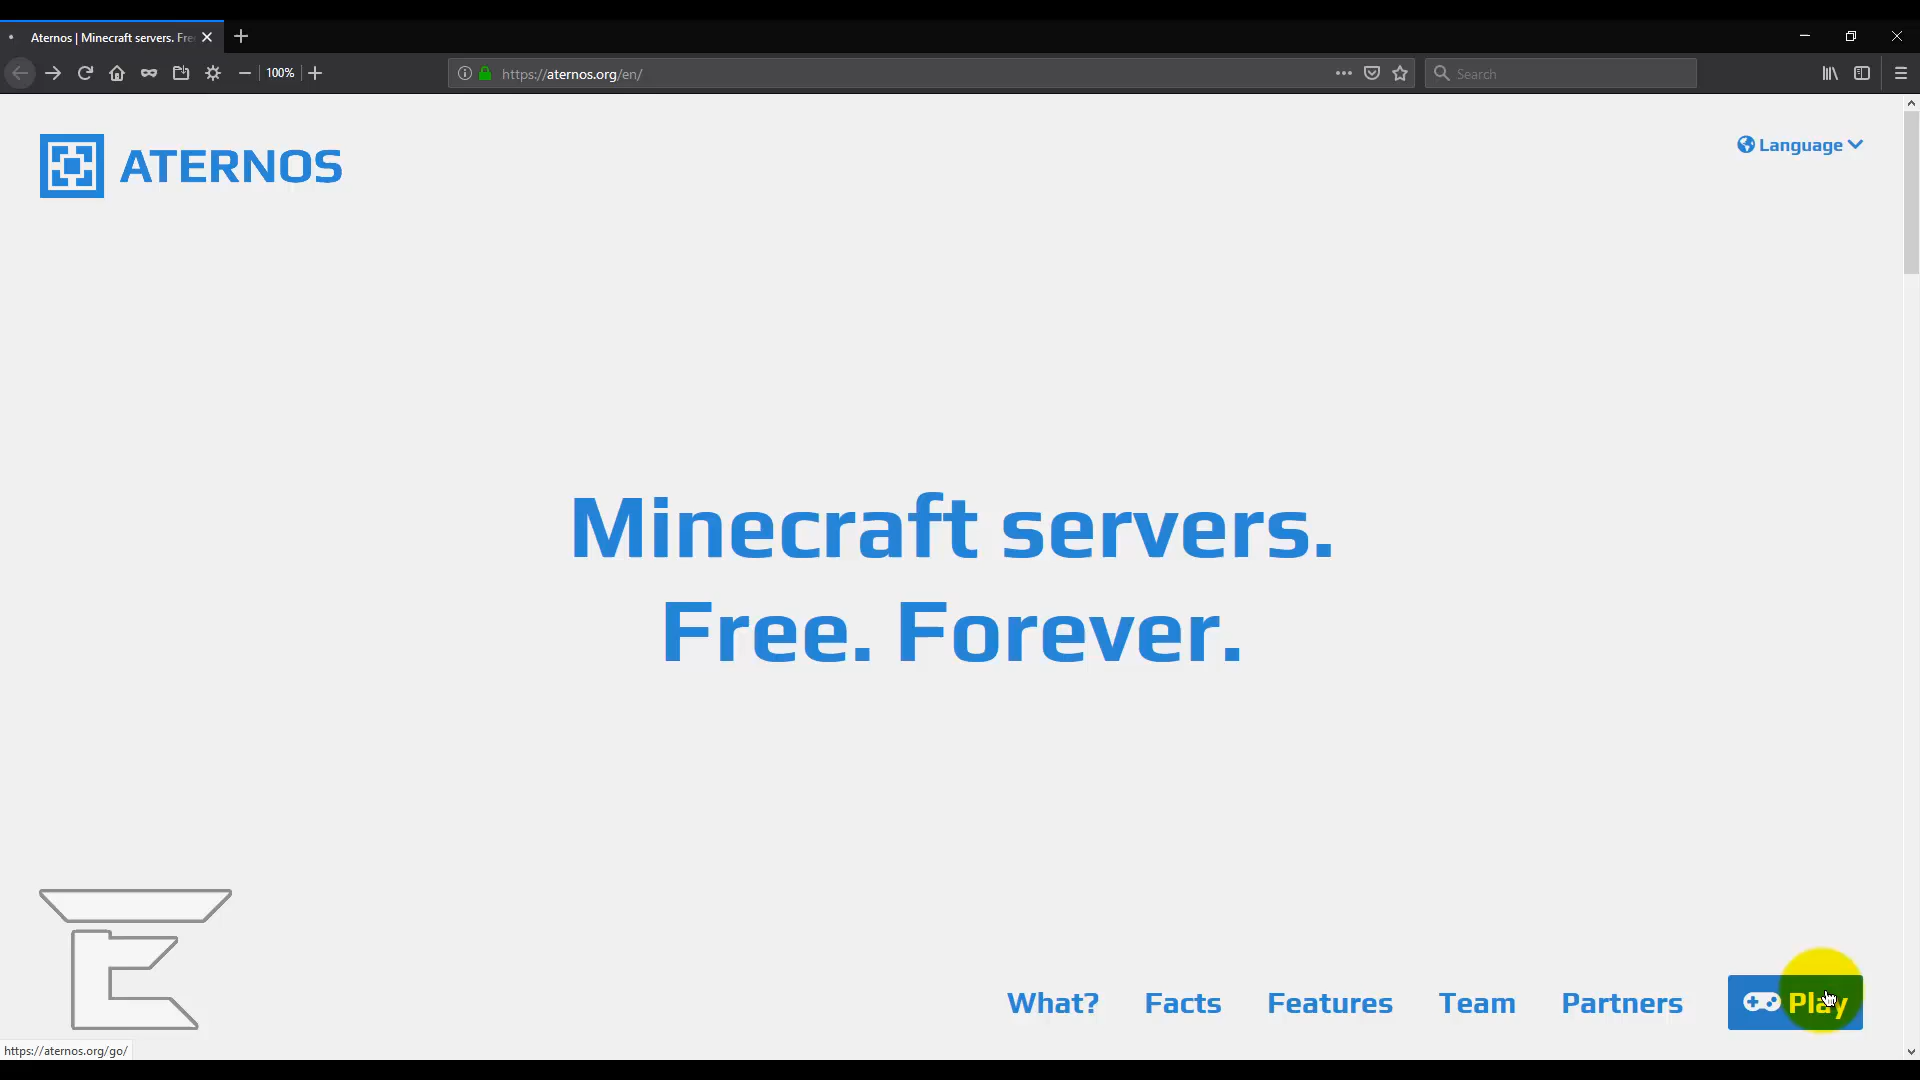 Aternos | Minecraft servers. Fre
100%
https://aternos.org/en/
Search
ATERNOS
Language
Minecraft servers.
Free. Forever.
What?
Facts
Features
Team
Partners
Play
https://aternos.org/go/